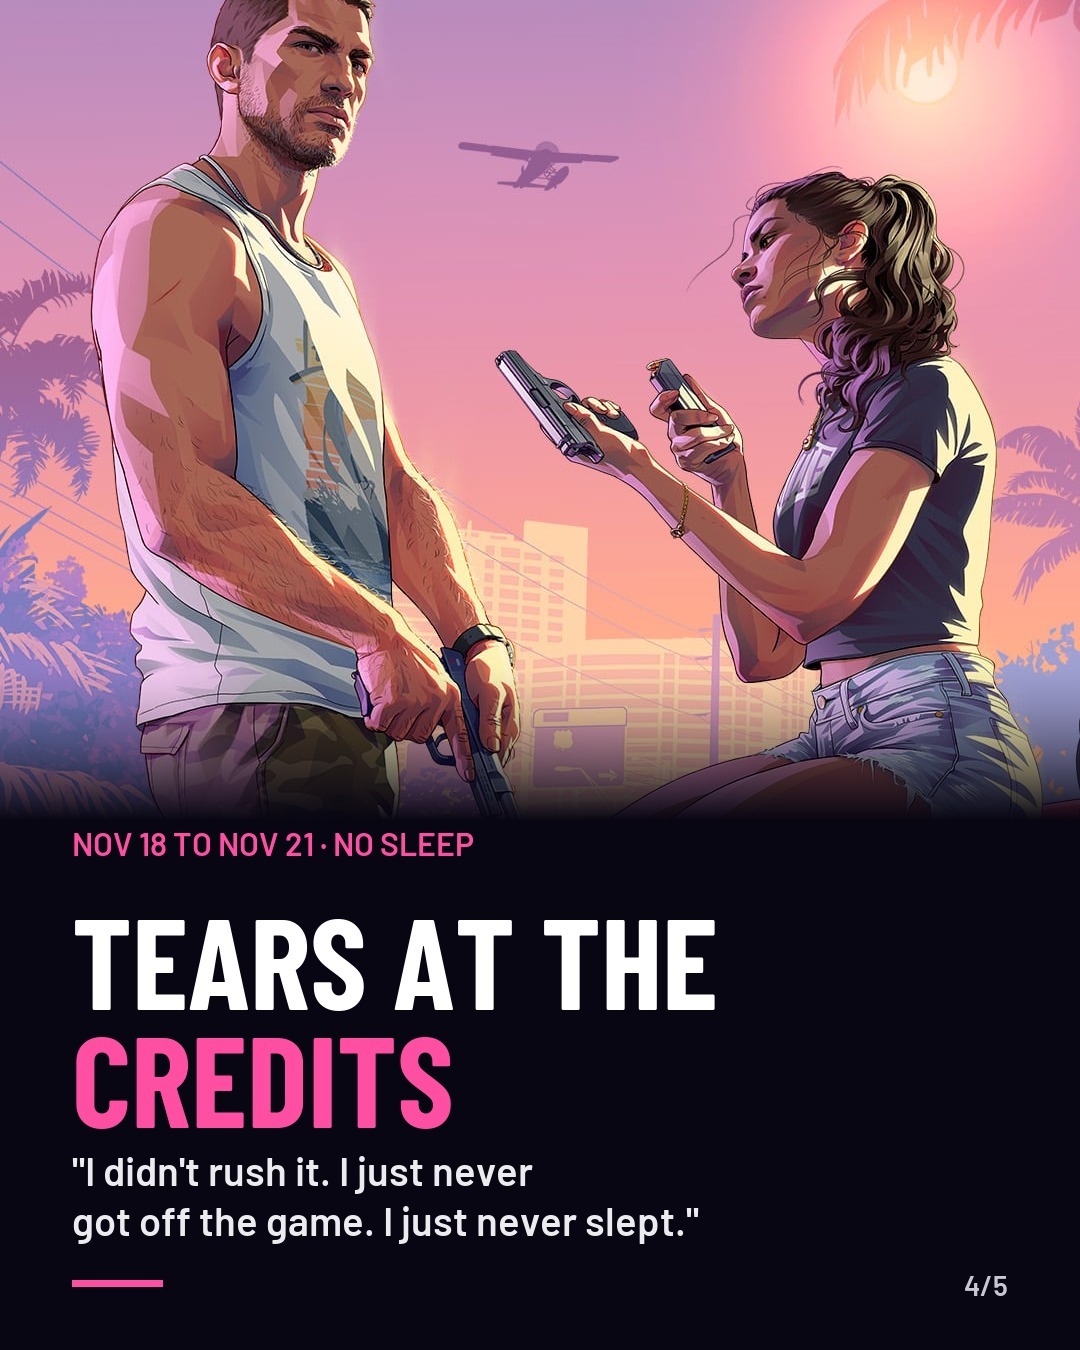 NOV 18 TO NOV 21 · NO SLEEP
TEARS AT THE
CREDITS
"I didn't rush it. I just never
got off the game. I just never slept."
4/5